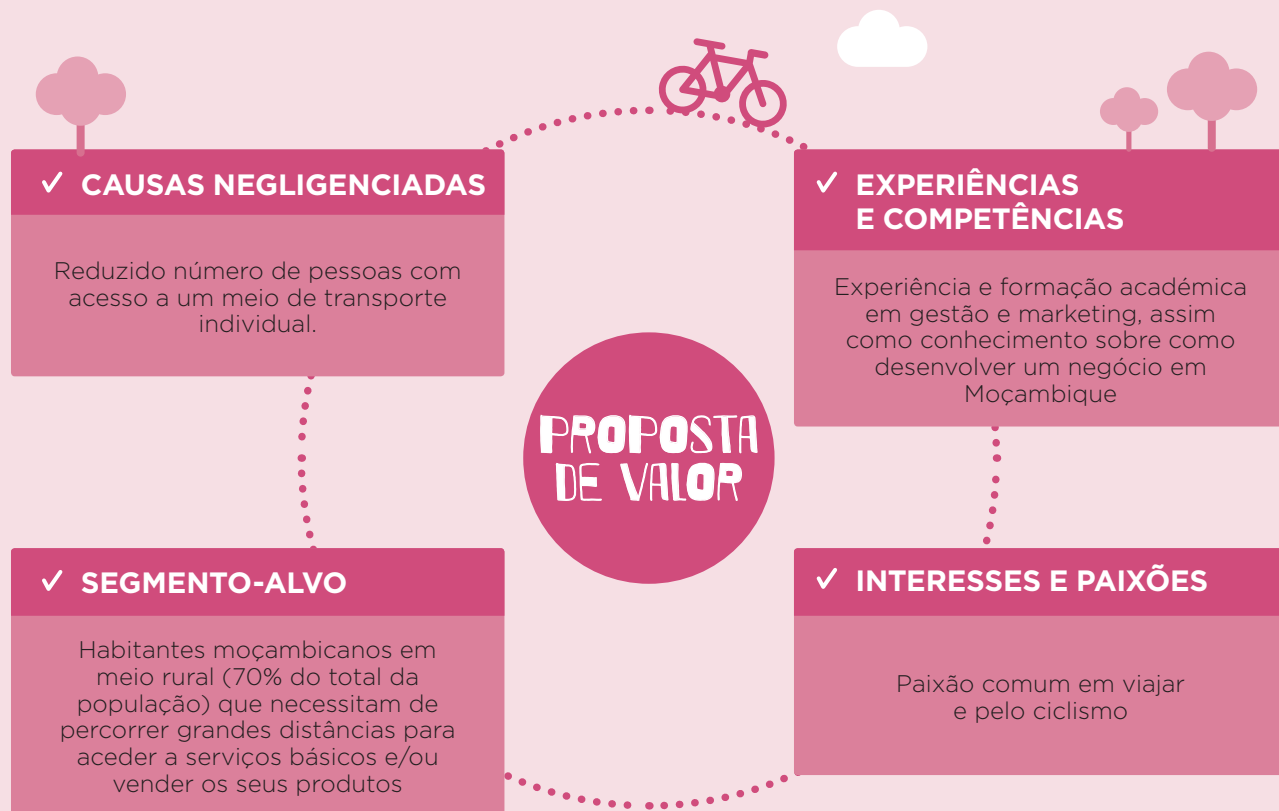 ✓ CAUSAS NEGLIGENCIADAS
Reduzido número de pessoas com
acesso a um meio de transporte
individual.
✓ EXPERIÊNCIAS
E COMPETÊNCIAS
Experiência e formação académica
em gestão e marketing, assim
como conhecimento sobre como
desenvolver um negócio em
Moçambique
PROPOSTA
DE VALOR
✓ SEGMENTO-ALVO
Habitantes moçambicanos em
meio rural (70% do total da
população) que necessitam de
percorrer grandes distâncias para
aceder a serviços básicos e/ou
vender os seus produtos
✓ INTERESSES E PAIXÕES
Paixão comum em viajar
e pelo ciclismo